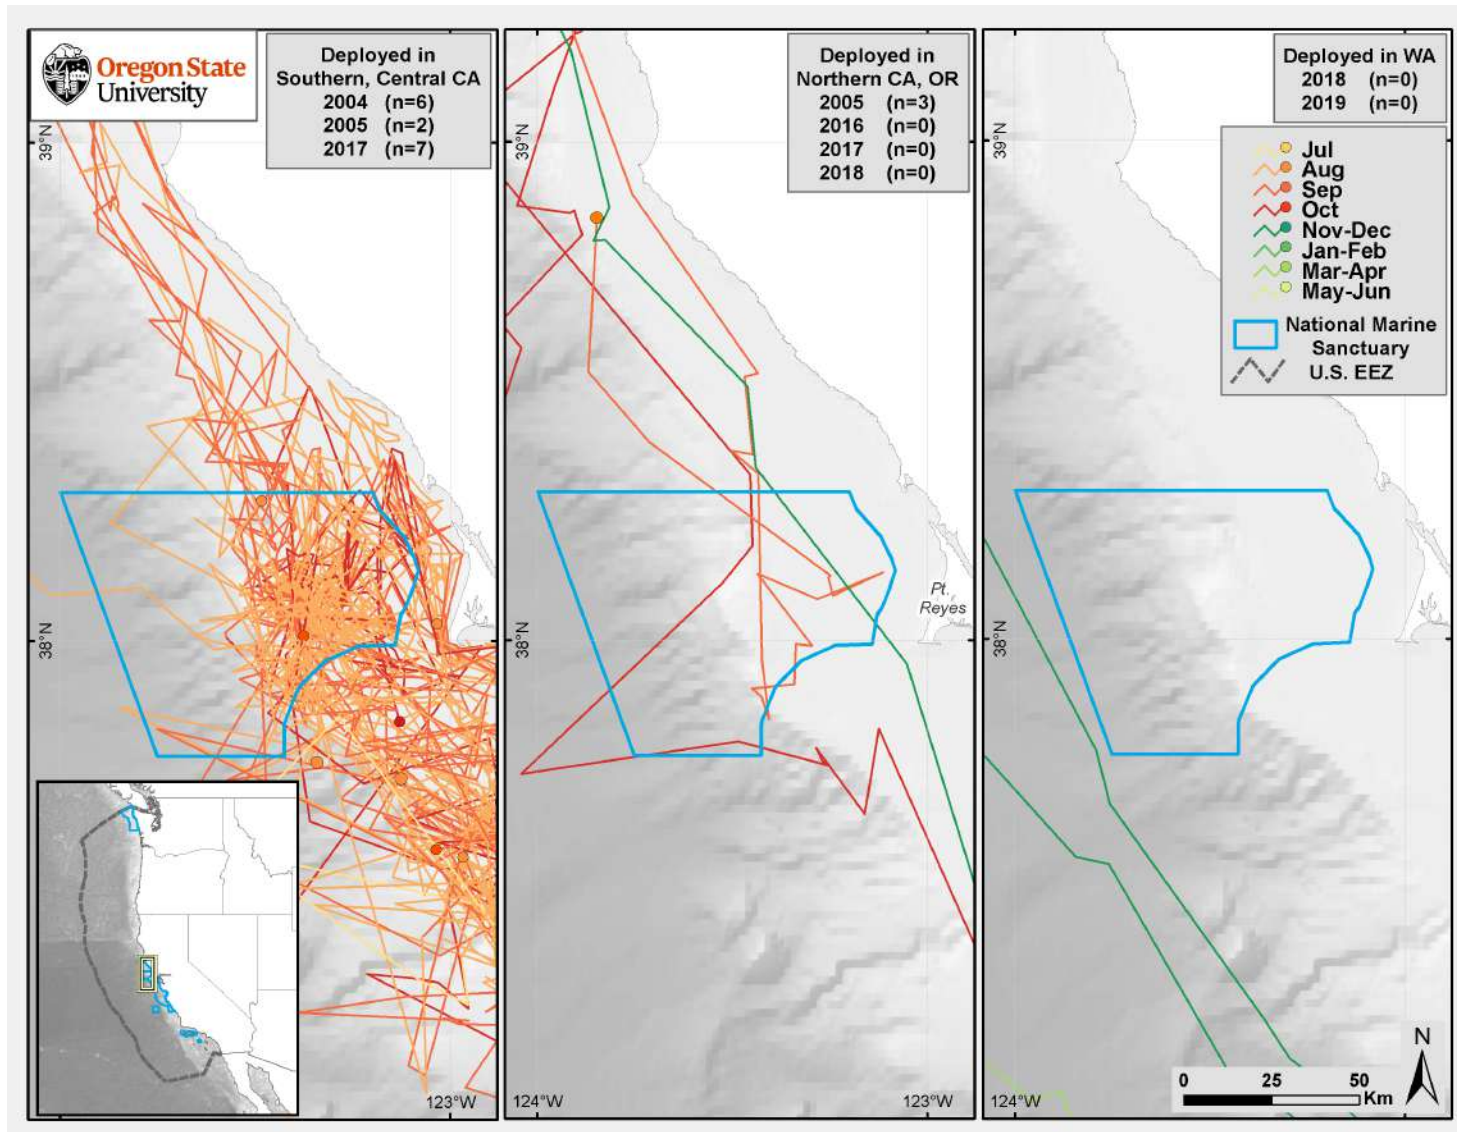 Oregon State
University
Deployed in
Southern, Central CA
2004 (n=6)
2005 (n=2)
2017 (n=7)
39°N
38°N
123°W
Deployed in
Northern CA, OR
2005 (n=3)
2016 (n=0)
2017 (n=0)
2018 (n=0)
39°N
38°N
Pt.
Reyes
124°W
123°W
Deployed in WA
2018 (n=0)
2019 (n=0)
39°N
Jul
Aug
Sep
Oct
Nov-Dec
Jan-Feb
Mar-Apr
May-Jun
National Marine
Sanctuary
U.S. EEZ
38°N
N
0 25 50
Km
124°W